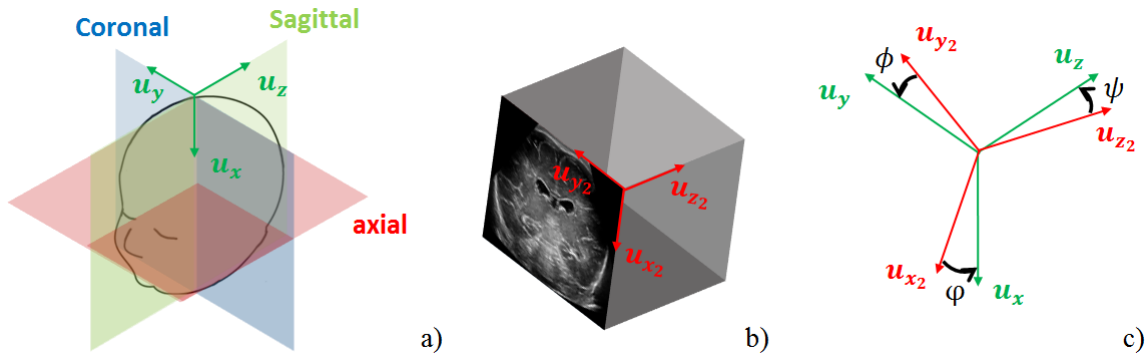 Coronal
Sagittal
u_y
u_z
u_x
axial
a)
u_y2
u_z2
u_x2
b)
ϕ
u_y2
u_z
u_y
ψ
u_z2
u_x2
φ
u_x
c)